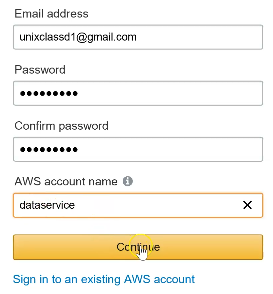 Email address
unixclassd1@gmail.com
Password
•••••••••
Confirm password
•••••••••
AWS account name
dataservice
Continue
Sign in to an existing AWS account